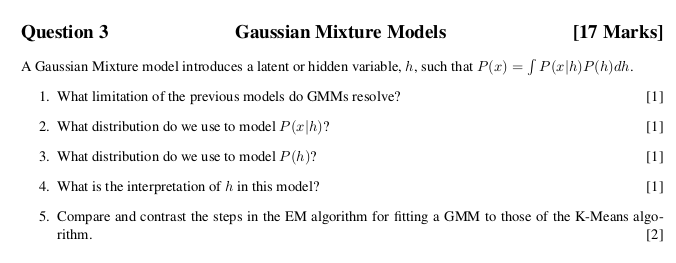 Question 3 Gaussian Mixture Models [17 Marks]
A Gaussian Mixture model introduces a latent or hidden variable, h, such that P(x) = ∫ P(x|h)P(h)dh.
1. What limitation of the previous models do GMMs resolve? [1]
2. What distribution do we use to model P(x|h)? [1]
3. What distribution do we use to model P(h)? [1]
4. What is the interpretation of h in this model? [1]
5. Compare and contrast the steps in the EM algorithm for fitting a GMM to those of the K-Means algo-
rithm. [2]